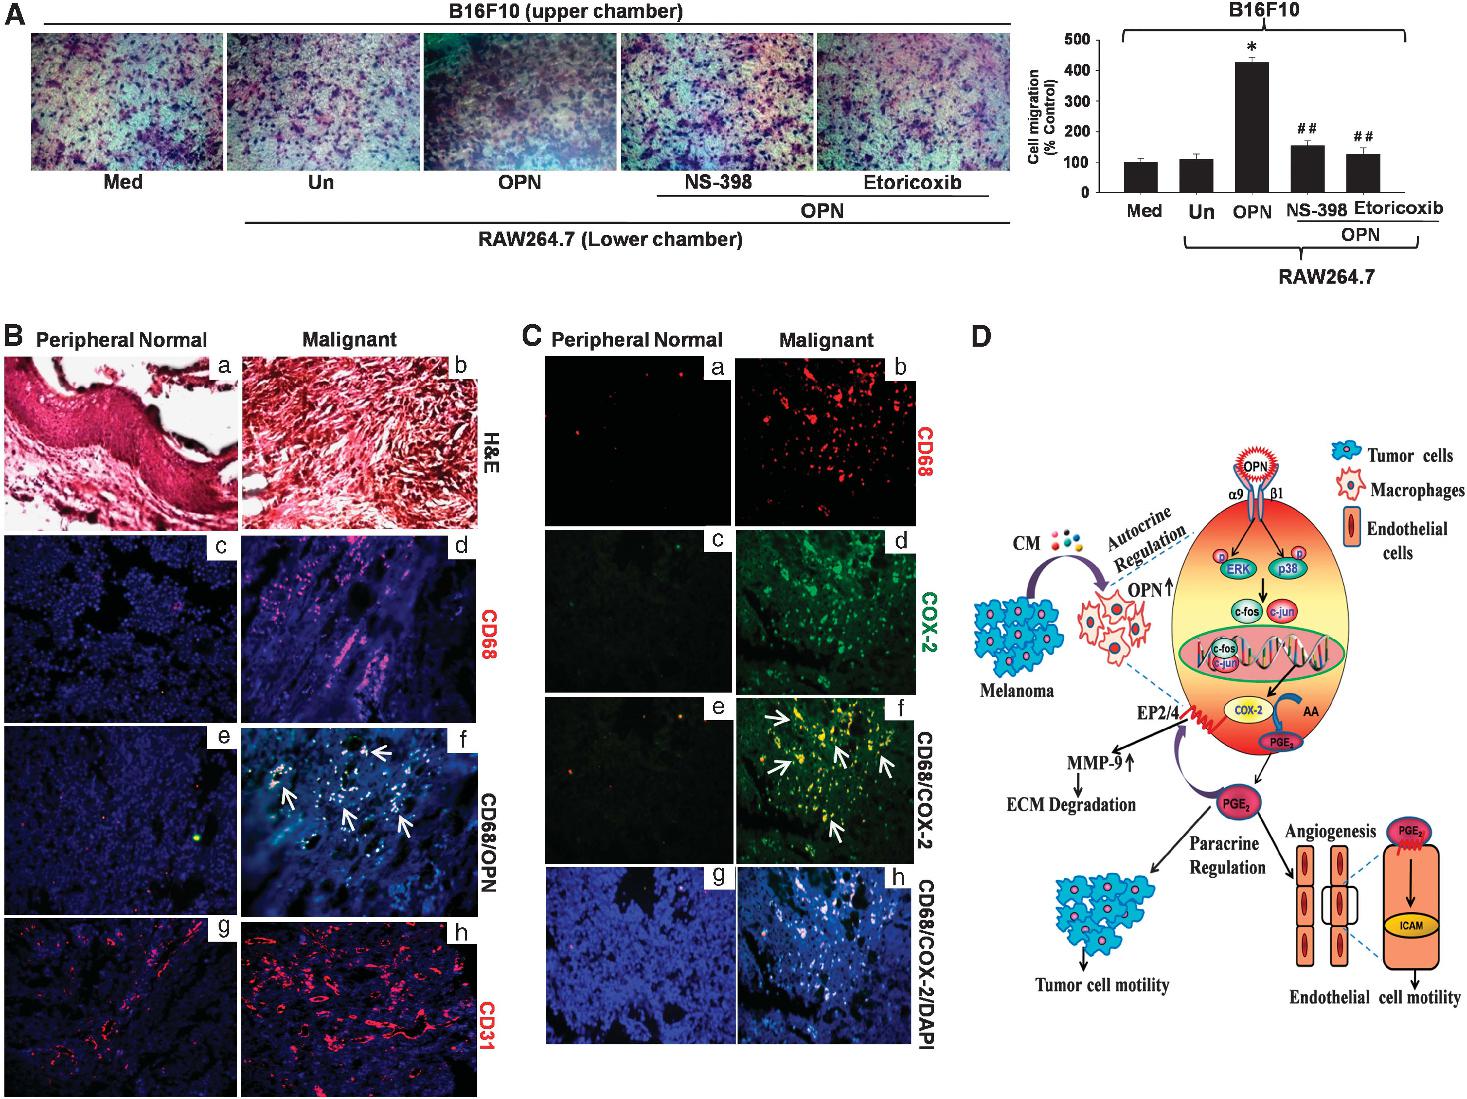 A
B16F10 (upper chamber)
Med
Un
OPN
NS-398
Etoricoxib
OPN
RAW264.7 (Lower chamber)
B16F10
Cell migration
(% Control)
500
400
300
200
100
0
*
##
##
Med
Un
OPN
NS-398
Etoricoxib
OPN
RAW264.7
B
Peripheral Normal
Malignant
a
b
H&E
c
d
CD68
e
f
CD68/OPN
g
h
CD31
C
Peripheral Normal
Malignant
a
b
CD68
c
d
COX-2
e
f
CD68/COX-2
g
h
CD68/COX-2/DAPI
D
Tumor cells
Macrophages
Endothelial
cells
OPN
α9
β1
CM
Autocrine
Regulation
p
ERK
p
p38
OPN↑
c-fos
c-jun
c-fos
c-jun
Melanoma
EP2/4
COX-2
AA
PGE2
MMP-9↑
ECM Degradation
PGE2
Paracrine
Regulation
Angiogenesis
PGE2
ICAM
Tumor cell motility
Endothelial cell motility